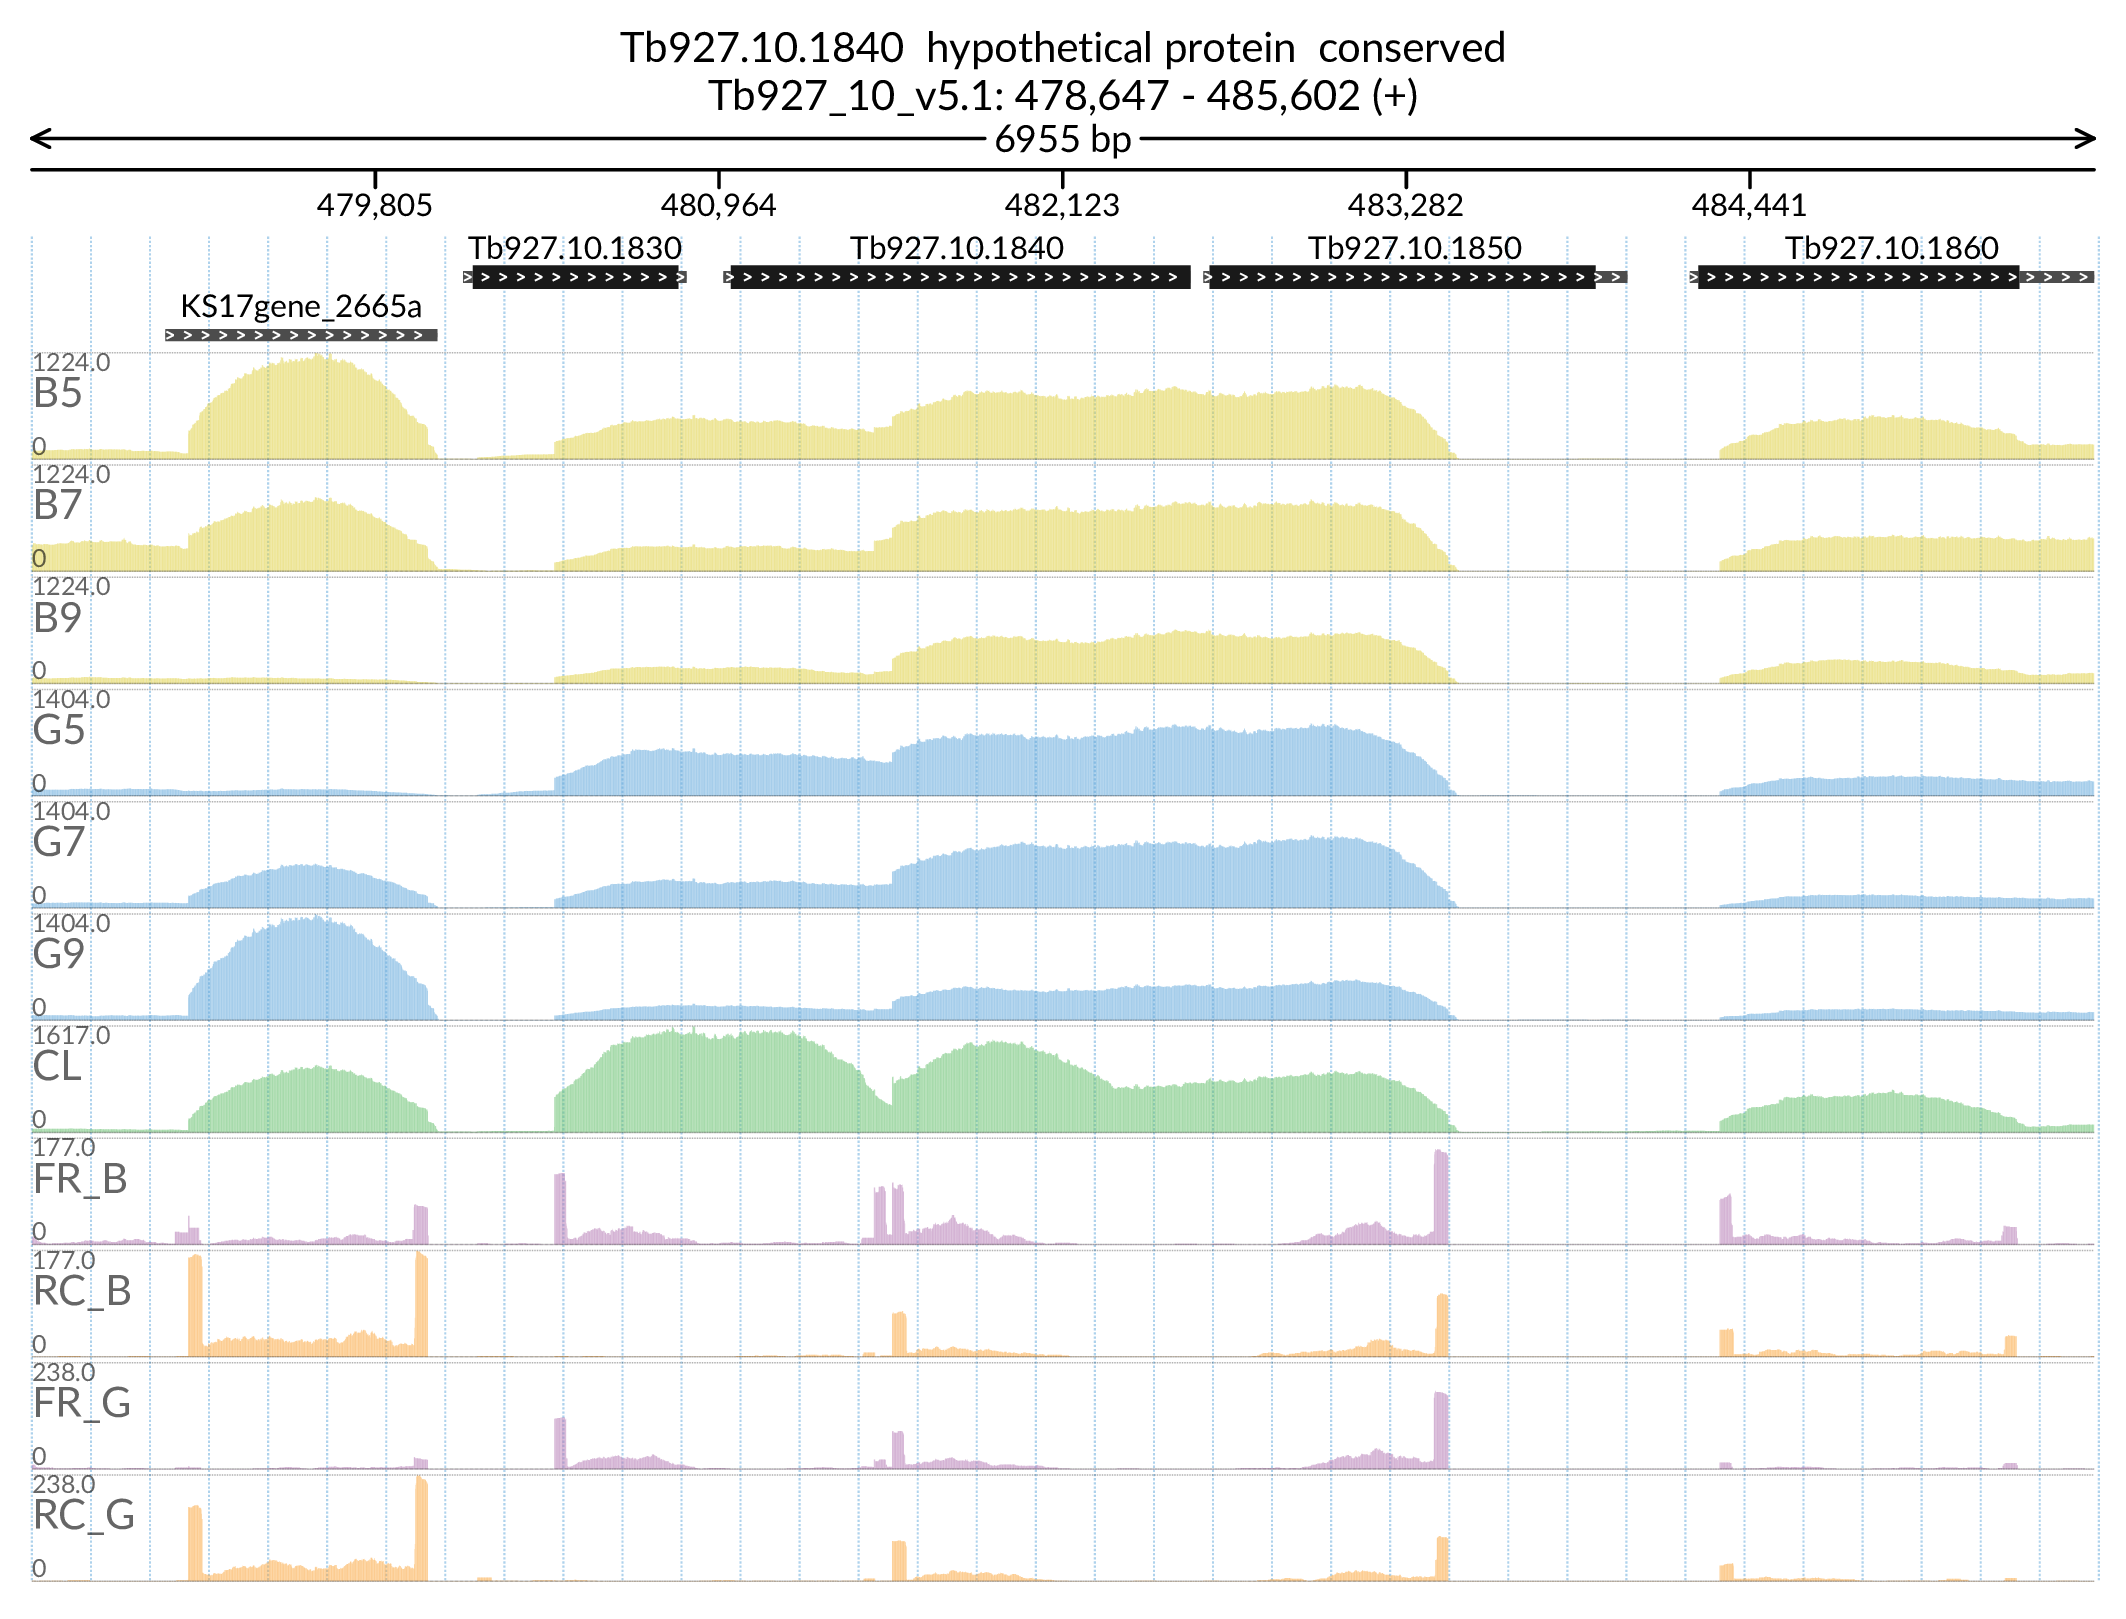 Tb927.10.1840  hypothetical protein  conserved
Tb927_10_v5.1: 478,647 - 485,602 (+)
6955 bp
479,805 480,964 482,123 483,282 484,441
Tb927.10.1830 Tb927.10.1840 Tb927.10.1850 Tb927.10.1860
KS17gene_2665a
1224.0
B5
0
1224.0
B7
0
1224.0
B9
0
1404.0
G5
0
1404.0
G7
0
1404.0
G9
0
1617.0
CL
0
177.0
FR_B
0
177.0
RC_B
0
238.0
FR_G
0
238.0
RC_G
0